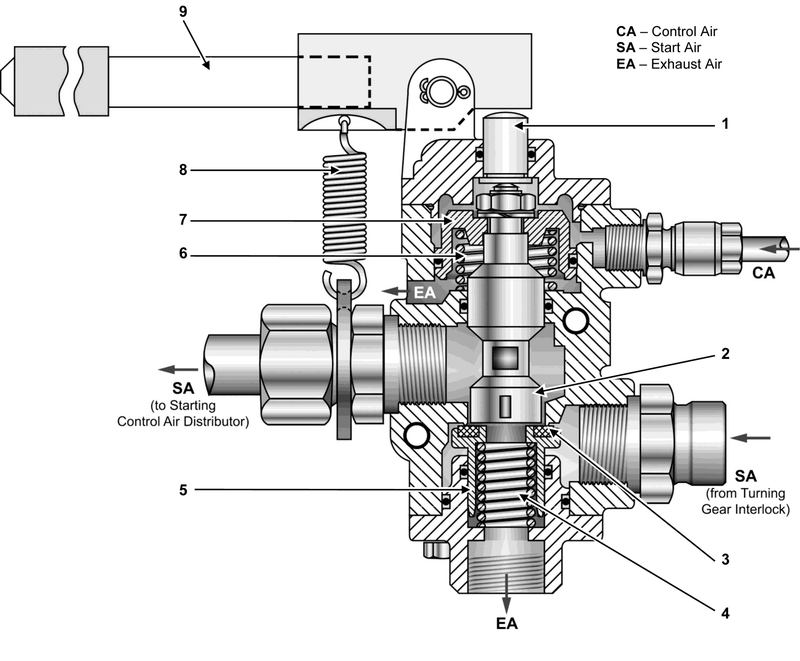 9
CA – Control Air
SA – Start Air
EA – Exhaust Air
1
8
7
6
CA
EA
2
SA
(to Starting
Control Air Distributor)
SA
(from Turning
Gear Interlock)
5
3
4
EA